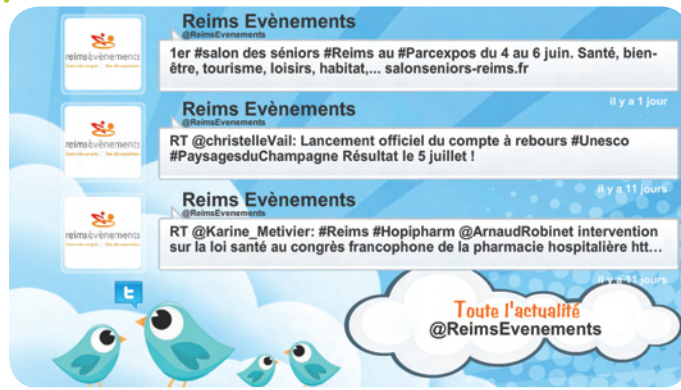 Reims Evènements
@ReimsEvenements
reimsévènements
1er #salon des séniors #Reims au #Parcexpos du 4 au 6 juin. Santé, bien-
être, tourisme, loisirs, habitat,... salonseniors-reims.fr
il y a 1 jour
Reims Evènements
@ReimsEvenements
reimsévènements
RT @christelleVail: Lancement officiel du compte à rebours #Unesco
#PaysagesduChampagne Résultat le 5 juillet !
il y a 11 jours
Reims Evènements
@ReimsEvenements
reimsévènements
RT @Karine_Metivier: #Reims #Hopipharm @ArnaudRobinet intervention
sur la loi santé au congrès francophone de la pharmacie hospitalière htt...
il y a 11 jours
Toute l'actualité
@ReimsEvenements